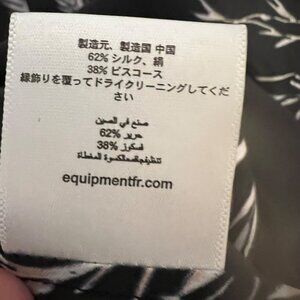 製造元、製造国 中国
62% シルク、絹
38% ビスコース
縁飾りを覆ってドライクリーニングしてくだ
さい
صنع في الصين
62% حرير
38% فسكوز
equipmentfr.com